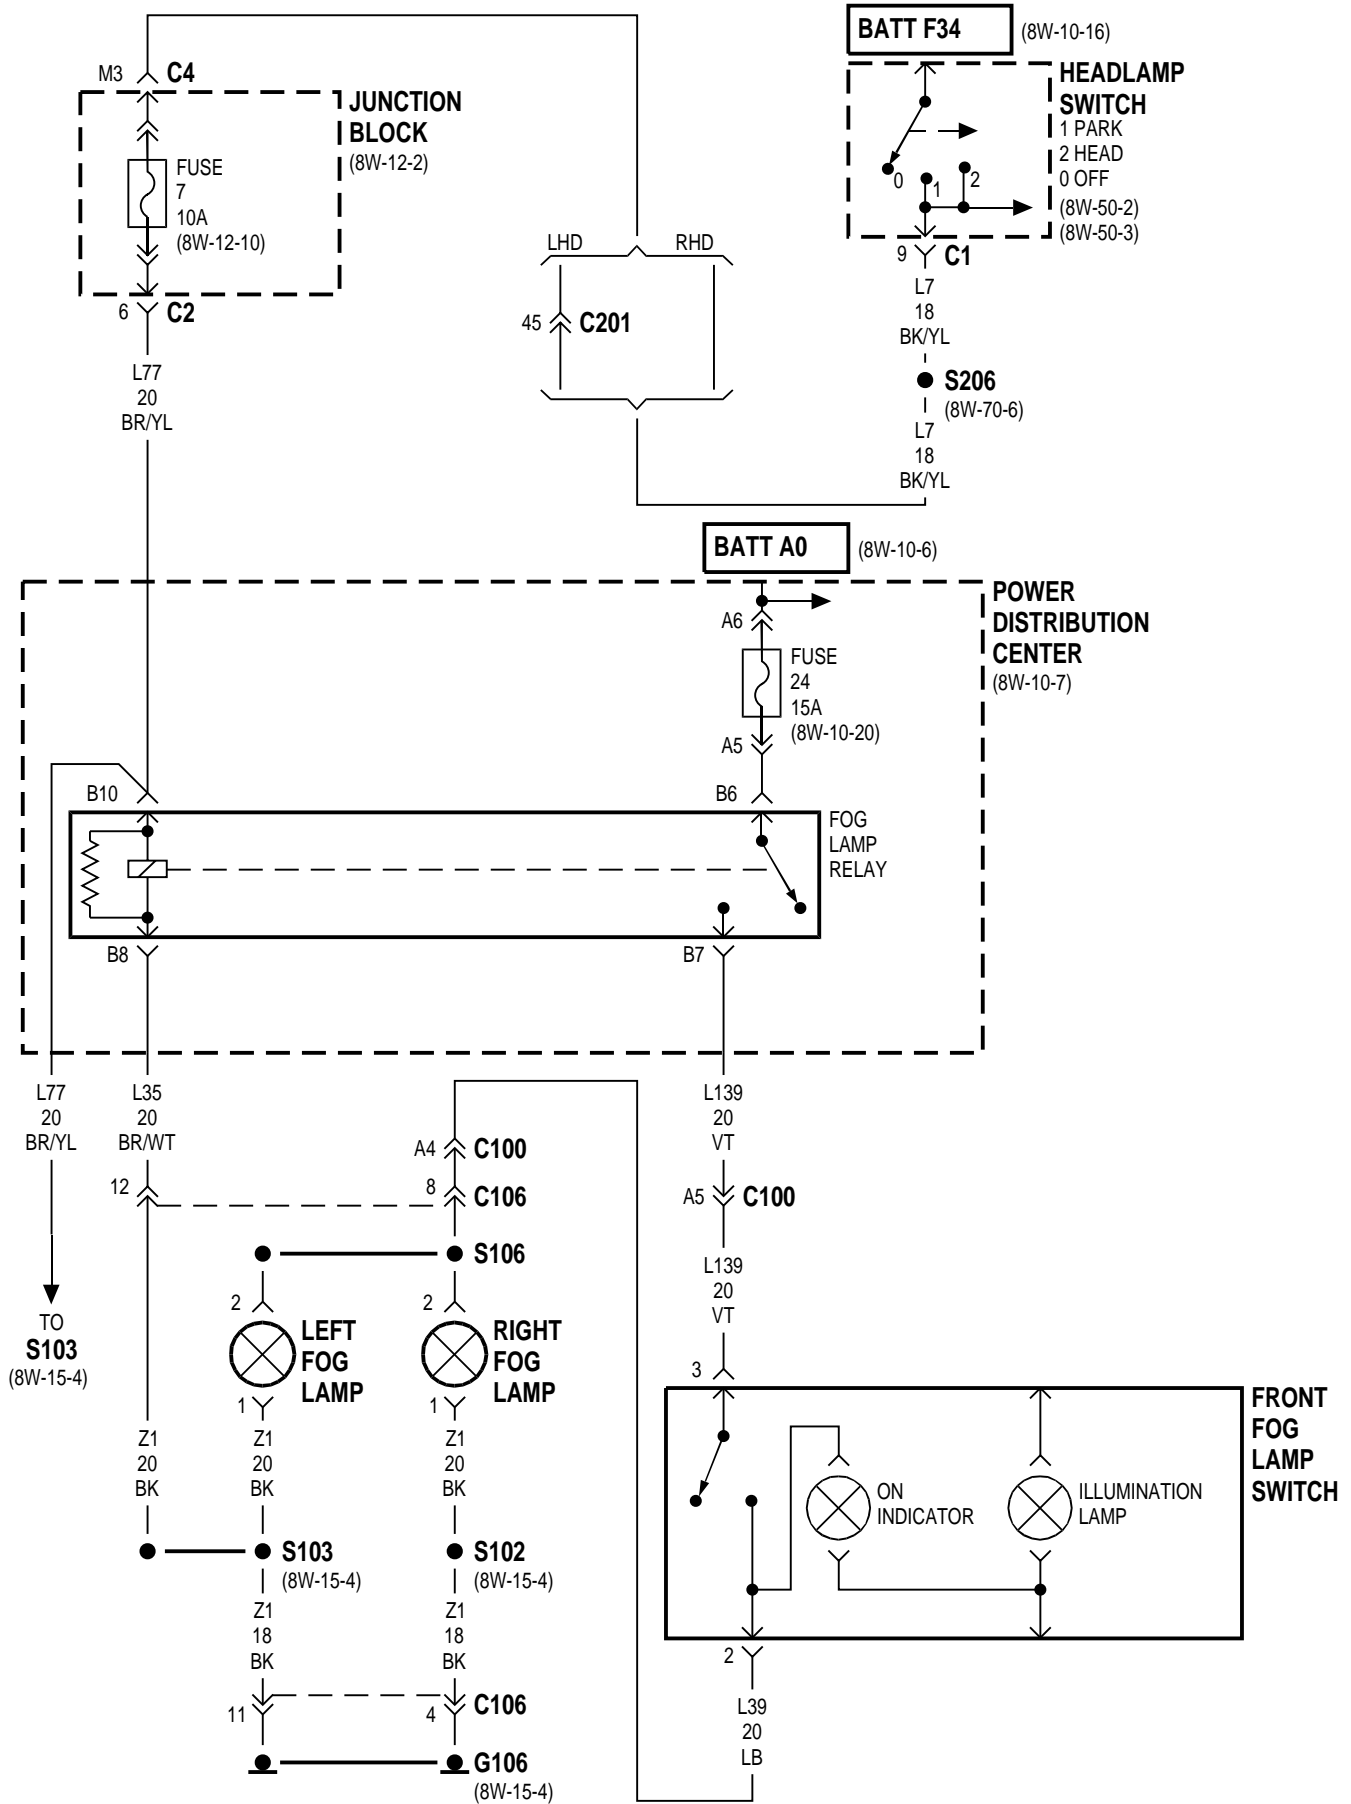 BATT F34
(8W-10-16)
M3
C4
HEADLAMP
SWITCH
1 PARK
2 HEAD
0 OFF
(8W-50-2)
(8W-50-3)
JUNCTION
BLOCK
(8W-12-2)
FUSE
7
10A
(8W-12-10)
0
1
2
LHD
RHD
9
C1
6
C2
L7
18
BK/YL
45
C201
L77
20
BR/YL
S206
(8W-70-6)
L7
18
BK/YL
BATT A0
(8W-10-6)
POWER
DISTRIBUTION
CENTER
(8W-10-7)
A6
FUSE
24
15A
(8W-10-20)
A5
B10
B6
FOG
LAMP
RELAY
B8
B7
L77
20
BR/YL
L35
20
BR/WT
L139
20
VT
A4
C100
12
8
C106
A5
C100
S106
L139
20
VT
2
2
TO
S103
(8W-15-4)
LEFT
FOG
LAMP
RIGHT
FOG
LAMP
3
1
1
FRONT
FOG
LAMP
SWITCH
Z1
20
BK
Z1
20
BK
Z1
20
BK
ON
INDICATOR
ILLUMINATION
LAMP
S103
(8W-15-4)
S102
(8W-15-4)
Z1
18
BK
Z1
18
BK
2
11
4
C106
L39
20
LB
G106
(8W-15-4)